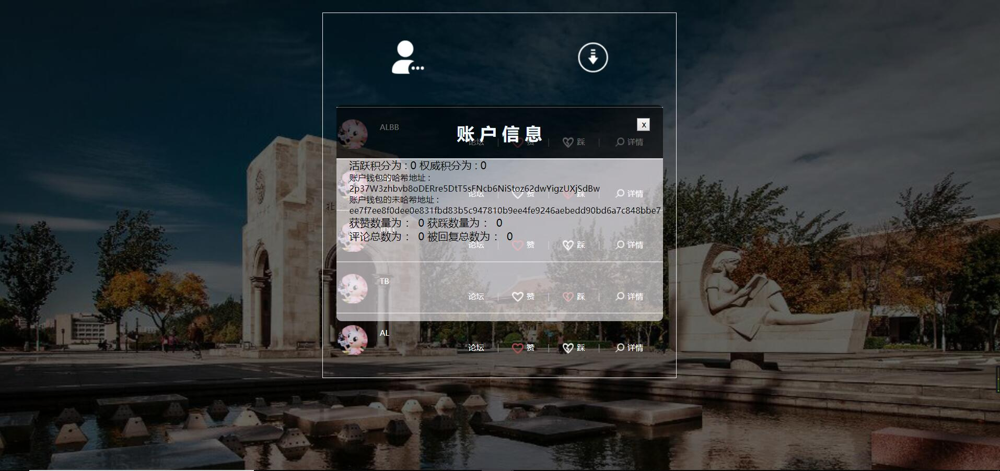 ALBB
账户信息
x
论坛 | 赞 | 踩 | 详情
活跃积分为 : 0 权威积分为 : 0
账户钱包的哈希地址 :
2p37W3zhbvb8oDERre5DtT5sFNcb6NiStoz62dwYigzUXjSdBw
论坛 | 赞 | 踩 | 详情
账户钱包的未哈希地址 :
ee7f7ee8f0dee0e831fbd83b5c947810b9ee4fe9246aebedd90bd6a7c848bbe7
获赞数量为 : 0 获踩数量为 : 0
JDD
评论总数为 : 0 被回复总数为 : 0
论坛 | 赞 | 踩 | 详情
TB
论坛 | 赞 | 踩 | 详情
AL
论坛 | 赞 | 踩 | 详情